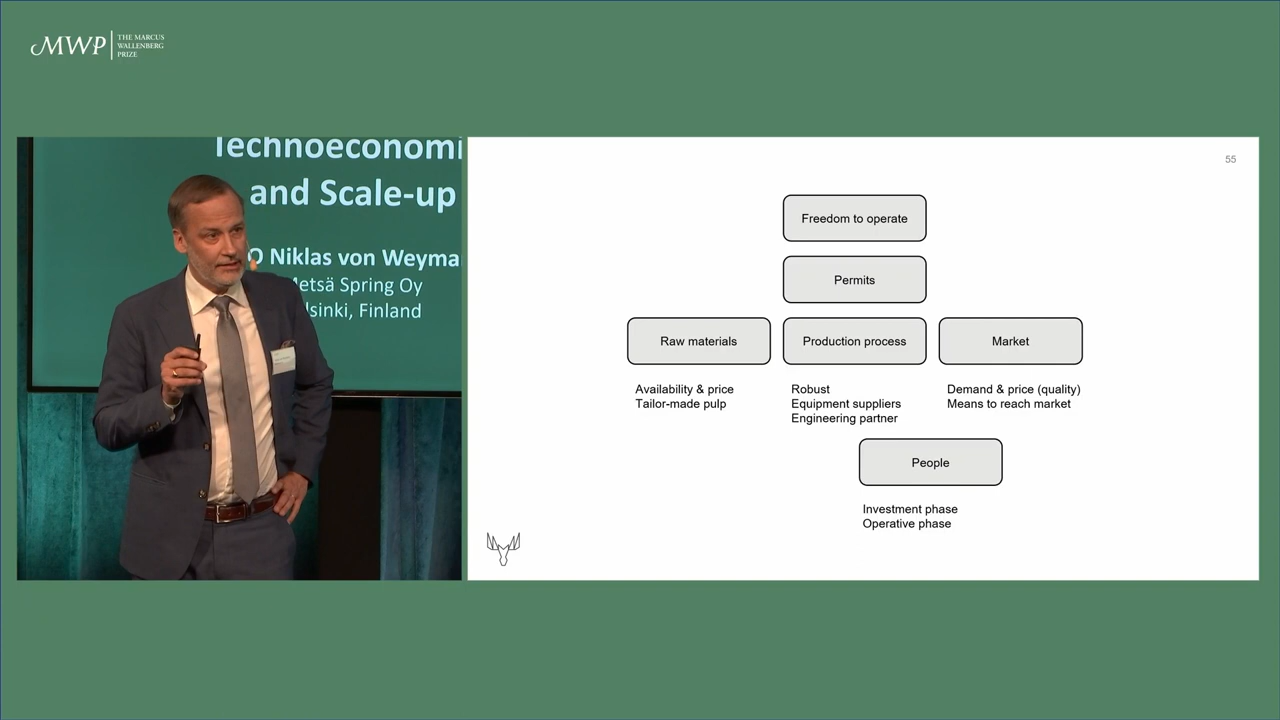 MWP
THE MARCUS
WALLENBERG
PRIZE
Technoeconomi
and Scale-up
O Niklas von Weyma
Metsä Spring Oy
lsinki, Finland
55
Freedom to operate
Permits
Raw materials
Production process
Market
Availability & price
Tailor-made pulp
Robust
Equipment suppliers
Engineering partner
Demand & price (quality)
Means to reach market
People
Investment phase
Operative phase